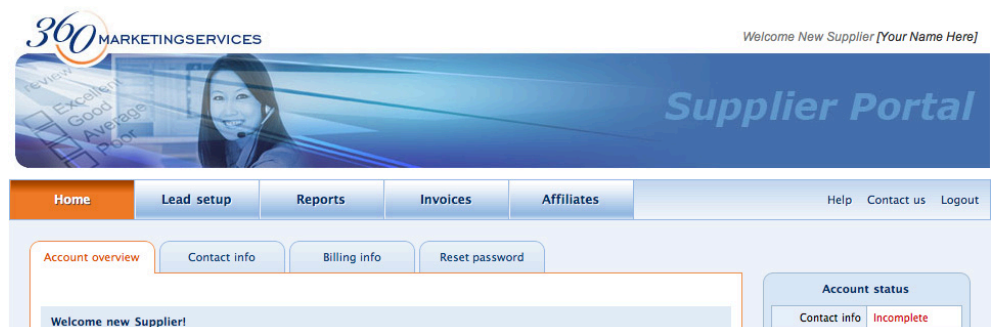 360 MARKETINGSERVICES
Welcome New Supplier [Your Name Here]
review
Excellent
Good
Average
Poor
Supplier Portal
Home Lead setup Reports Invoices Affiliates Help Contact us Logout
Account overview Contact info Billing info Reset password
Account status
Contact info Incomplete
Welcome new Supplier!